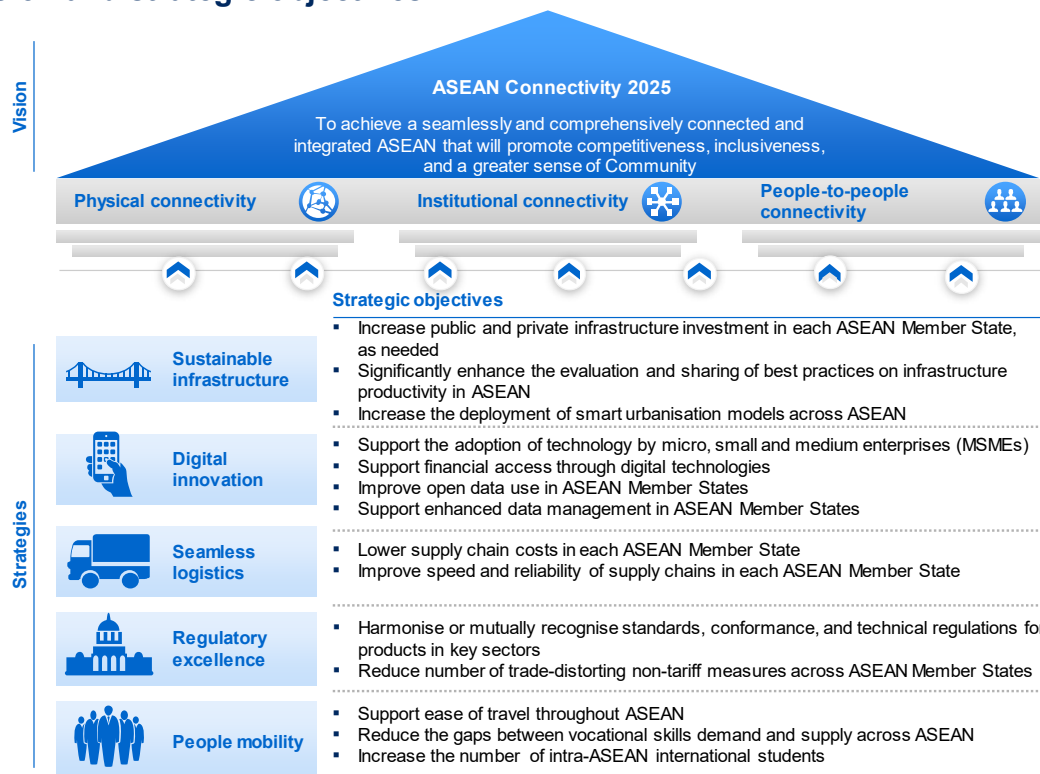 Vision
ASEAN Connectivity 2025
To achieve a seamlessly and comprehensively connected and
integrated ASEAN that will promote competitiveness, inclusiveness,
and a greater sense of Community
Physical connectivity
Institutional connectivity
People-to-people
connectivity
Strategic objectives
Strategies
Sustainable
infrastructure
▪ Increase public and private infrastructure investment in each ASEAN Member State,
as needed
▪ Significantly enhance the evaluation and sharing of best practices on infrastructure
productivity in ASEAN
▪ Increase the deployment of smart urbanisation models across ASEAN
Digital
innovation
▪ Support the adoption of technology by micro, small and medium enterprises (MSMEs)
▪ Support financial access through digital technologies
▪ Improve open data use in ASEAN Member States
▪ Support enhanced data management in ASEAN Member States
Seamless
logistics
▪ Lower supply chain costs in each ASEAN Member State
▪ Improve speed and reliability of supply chains in each ASEAN Member State
Regulatory
excellence
▪ Harmonise or mutually recognise standards, conformance, and technical regulations for
products in key sectors
▪ Reduce number of trade-distorting non-tariff measures across ASEAN Member States
People mobility
▪ Support ease of travel throughout ASEAN
▪ Reduce the gaps between vocational skills demand and supply across ASEAN
▪ Increase the number of intra-ASEAN international students